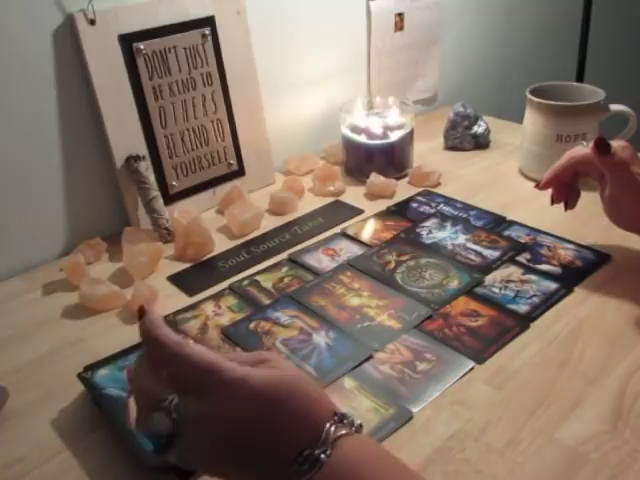 DON'T JUST
BE KIND TO
OTHERS
BE KIND TO
YOURSELF
Soul Source Tarot
HOPE